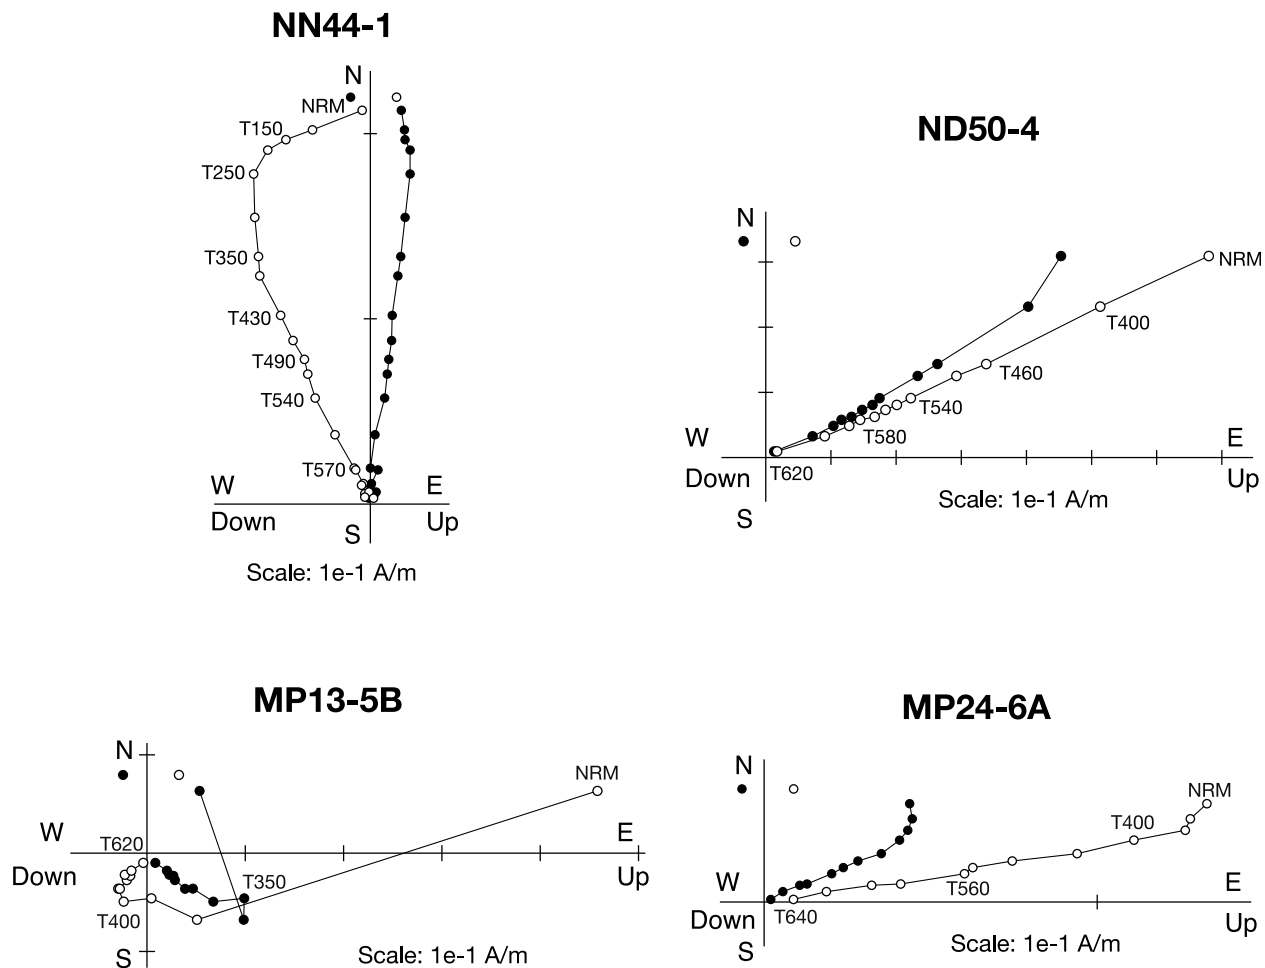 NN44-1
N
NRM
T150
T250
T350
T430
T490
T540
T570
W
E
Down
Up
S
Scale: 1e-1 A/m
ND50-4
N
NRM
T400
T460
T540
T580
W
E
Down
T620
Up
Scale: 1e-1 A/m
S
MP13-5B
N
NRM
W
E
T620
Down
T350
Up
T400
S
Scale: 1e-1 A/m
MP24-6A
N
NRM
T400
T560
W
E
Down
T640
Up
S
Scale: 1e-1 A/m